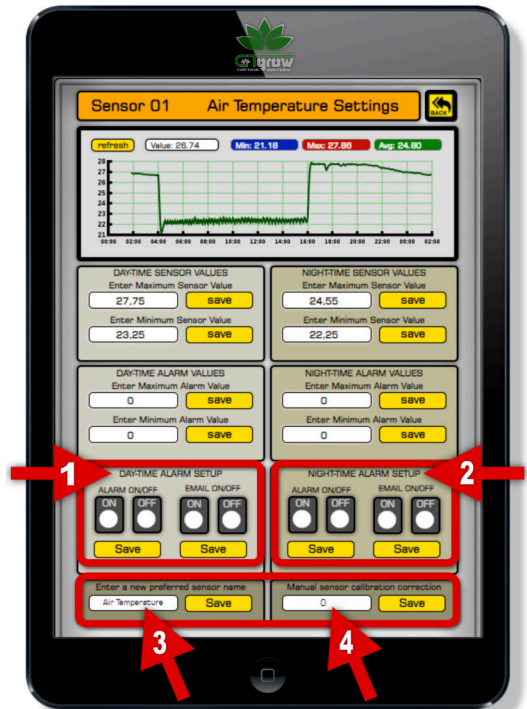 GTgrow
Sensor 01 Air Temperature Settings
BACK
refresh Value: 26.74 Min: 21.18 Max: 27.86 Avg: 24.80
28
27
26
25
24
23
22
21
00:00 02:00 04:00 06:00 08:00 10:00 12:00 14:00 16:00 18:00 20:00 22:00 00:00 02:00
DAY-TIME SENSOR VALUES
Enter Maximum Sensor Value
27,75 save
Enter Minimum Sensor Value
23,25 save
NIGHT-TIME SENSOR VALUES
Enter Maximum Sensor Value
24,55 save
Enter Minimum Sensor Value
22,25 save
DAY-TIME ALARM VALUES
Enter Maximum Alarm Value
0 save
Enter Minimum Alarm Value
0 save
NIGHT-TIME ALARM VALUES
Enter Maximum Alarm Value
0 save
Enter Minimum Alarm Value
0 save
1
DAY-TIME ALARM SETUP
ALARM ON/OFF EMAIL ON/OFF
ON OFF ON OFF
Save Save
NIGHT-TIME ALARM SETUP
2
ALARM ON/OFF EMAIL ON/OFF
ON OFF ON OFF
Save Save
Enter a new preferred sensor name
Air Temperature Save
3
Manual sensor calibration correction
0 Save
4